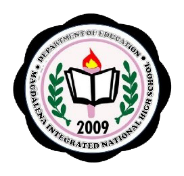 DEPARTMENT OF EDUCATION
MAGDALENA INTEGRATED NATIONAL HIGH SCHOOL
2009